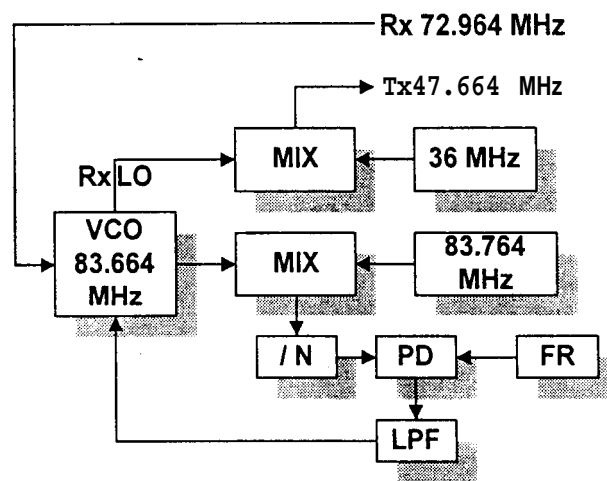 Rx 72.964 MHz
Tx47.664 MHz
MIX
36 MHz
Rx LO
VCO
83.664
MHz
MIX
83.764
MHz
/ N
PD
FR
LPF